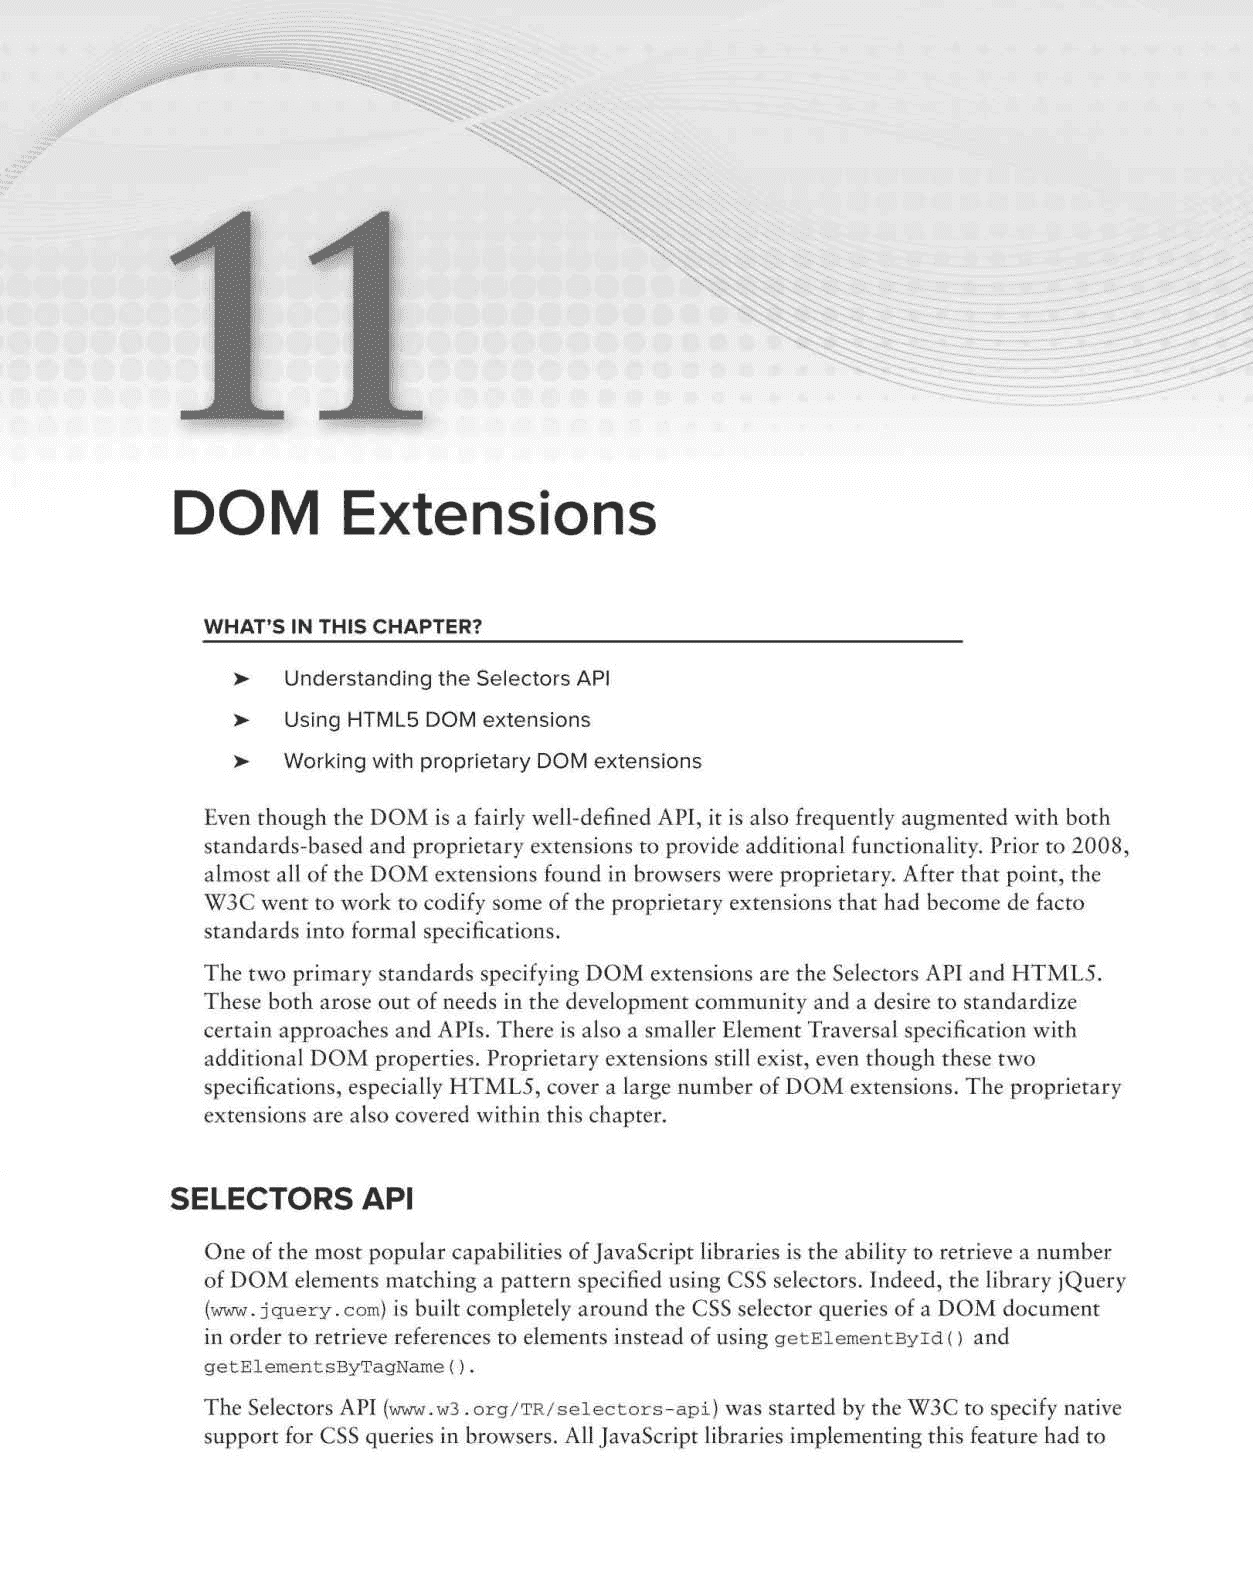 11
DOM Extensions
WHAT'S IN THIS CHAPTER?
➤ Understanding the Selectors API
➤ Using HTML5 DOM extensions
➤ Working with proprietary DOM extensions
Even though the DOM is a fairly well-defined API, it is also frequently augmented with both
standards-based and proprietary extensions to provide additional functionality. Prior to 2008,
almost all of the DOM extensions found in browsers were proprietary. After that point, the
W3C went to work to codify some of the proprietary extensions that had become de facto
standards into formal specifications.
The two primary standards specifying DOM extensions are the Selectors API and HTML5.
These both arose out of needs in the development community and a desire to standardize
certain approaches and APIs. There is also a smaller Element Traversal specification with
additional DOM properties. Proprietary extensions still exist, even though these two
specifications, especially HTML5, cover a large number of DOM extensions. The proprietary
extensions are also covered within this chapter.
SELECTORS API
One of the most popular capabilities of JavaScript libraries is the ability to retrieve a number
of DOM elements matching a pattern specified using CSS selectors. Indeed, the library jQuery
(www.jquery.com) is built completely around the CSS selector queries of a DOM document
in order to retrieve references to elements instead of using getElementById() and
getElementsByTagName().
The Selectors API (www.w3.org/TR/selectors-api) was started by the W3C to specify native
support for CSS queries in browsers. All JavaScript libraries implementing this feature had to